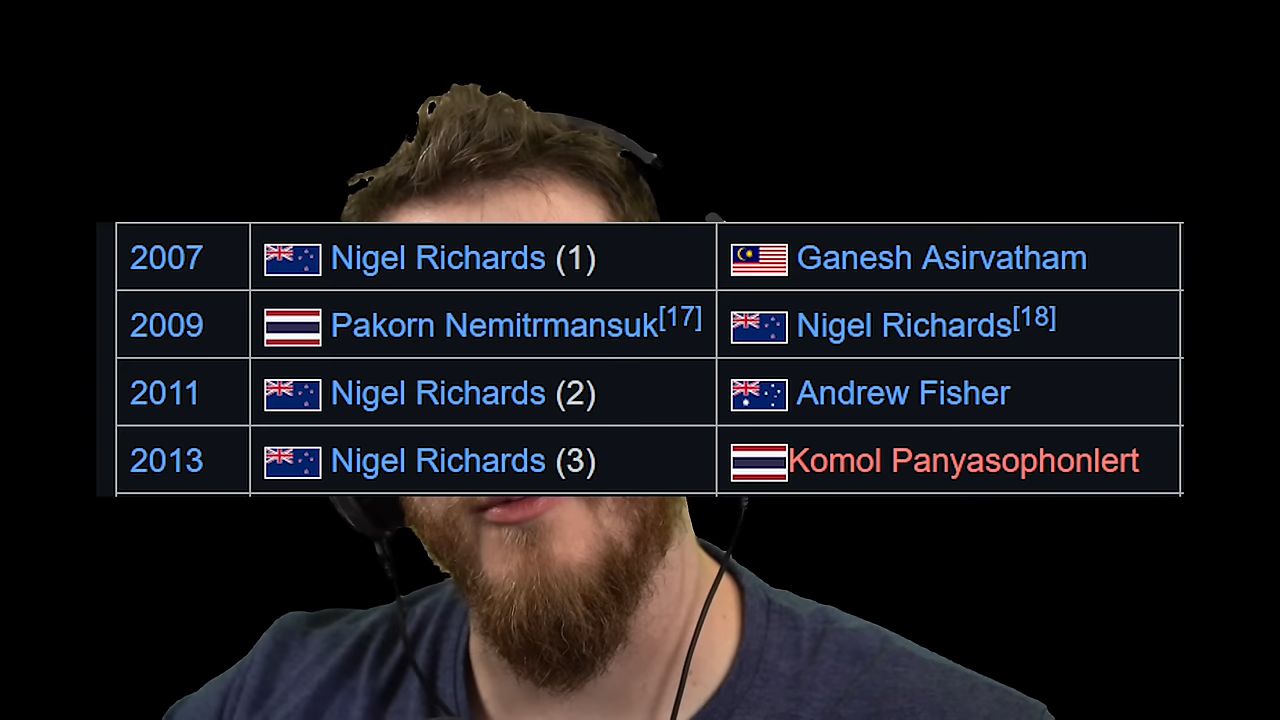 2007 Nigel Richards (1) Ganesh Asirvatham
2009 Pakorn Nemitrmansuk[17] Nigel Richards[18]
2011 Nigel Richards (2) Andrew Fisher
2013 Nigel Richards (3) Komol Panyasophonlert